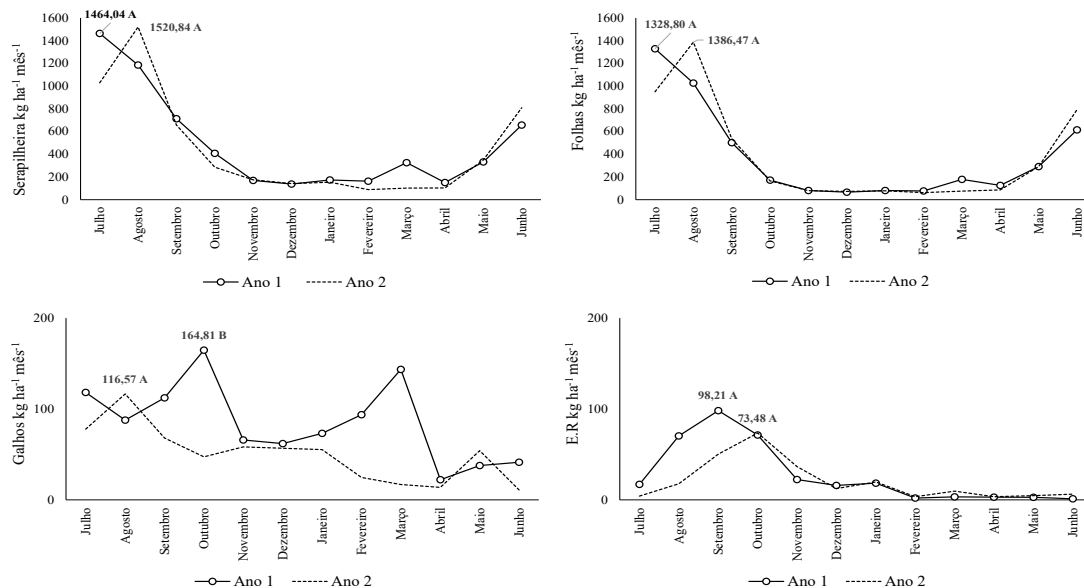 1464,04 A
1520,84 A
Serapilheira kg ha⁻¹ mês⁻¹
1600
1400
1200
1000
800
600
400
200
0
Julho
Agosto
Setembro
Outubro
Novembro
Dezembro
Janeiro
Fevereiro
Março
Abril
Maio
Junho
Ano 1
Ano 2
1328,80 A
1386,47 A
Folhas kg ha⁻¹ mês⁻¹
1600
1400
1200
1000
800
600
400
200
0
Julho
Agosto
Setembro
Outubro
Novembro
Dezembro
Janeiro
Fevereiro
Março
Abril
Maio
Junho
Ano 1
Ano 2
164,81 B
116,57 A
Galhos kg ha⁻¹ mês⁻¹
200
100
0
Julho
Agosto
Setembro
Outubro
Novembro
Dezembro
Janeiro
Fevereiro
Março
Abril
Maio
Junho
Ano 1
Ano 2
98,21 A
73,48 A
E.R kg ha⁻¹ mês⁻¹
200
100
0
Julho
Agosto
Setembro
Outubro
Novembro
Dezembro
Janeiro
Fevereiro
Março
Abril
Maio
Junho
Ano 1
Ano 2